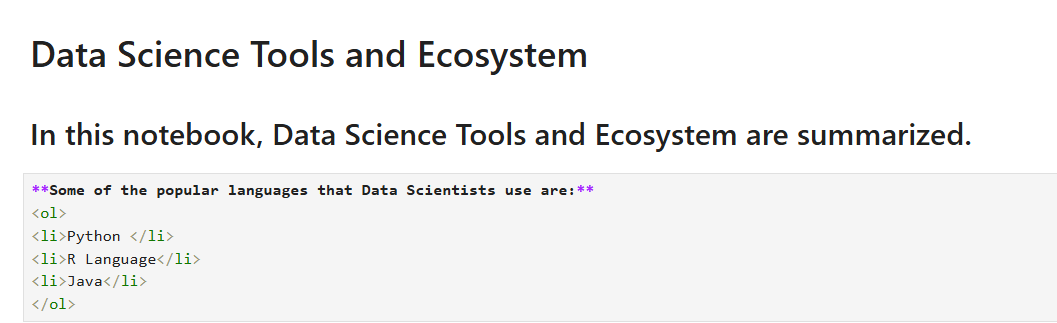 Data Science Tools and Ecosystem
In this notebook, Data Science Tools and Ecosystem are summarized.
**Some of the popular languages that Data Scientists use are:**
<ol>
<li>Python </li>
<li>R Language</li>
<li>Java</li>
</ol>